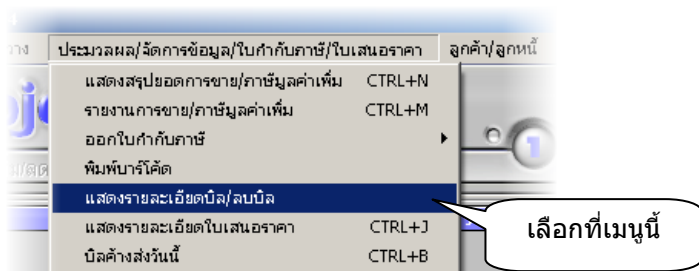 ประมวลผล/จัดการข้อมูล/ใบกำกับภาษี/ใบเสนอราคา ลูกค้า/ลูกหนี้
แสดงสรุปยอดการขาย/ภาษีมูลค่าเพิ่ม CTRL+N
รายงานการขาย/ภาษีมูลค่าเพิ่ม CTRL+M
ออกใบกำกับภาษี
พิมพ์บาร์โค้ด
แสดงรายละเอียดบิล/ลบบิล
แสดงรายละเอียดใบเสนอราคา CTRL+J
บิลค้างส่งวันนี้ CTRL+B
เลือกที่เมนูนี้
1